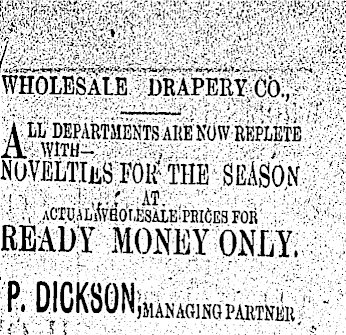 WHOLESALE DRAPERY CO.,
ALL DEPARTMENTS ARE NOW REPLETE
WITH—
NOVELTIES FOR THE SEASON
AT
ACTUAL WHOLESALE PRICES FOR
READY MONEY ONLY.
P. DICKSON, MANAGING PARTNER